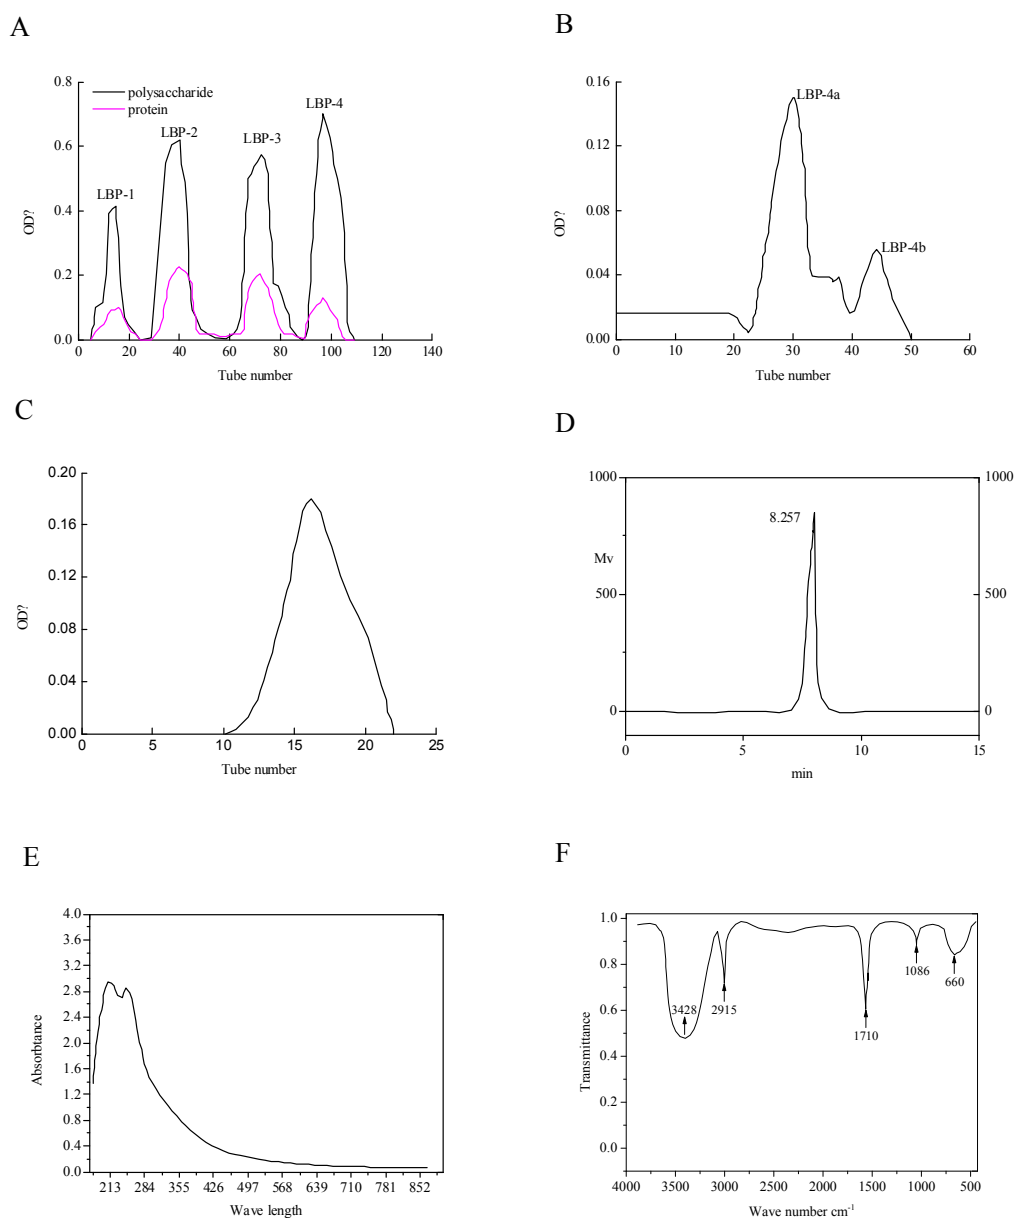 A
0.8
0.6
0.4
0.2
0.0
OD?
polysaccharide
protein
LBP-1
LBP-2
LBP-3
LBP-4
0 20 40 60 80 100 120 140
Tube number
B
0.16
0.12
0.08
0.04
0.00
OD?
LBP-4a
LBP-4b
0 10 20 30 40 50 60
Tube number
C
0.20
0.16
0.12
0.08
0.04
0.00
OD?
0 5 10 15 20 25
Tube number
D
1000
500
0
Mv
8.257
1000
500
0
0 5 10 15
min
E
4.0
3.6
3.2
2.8
2.4
2.0
1.6
1.2
0.8
0.4
0.0
Absorbtance
213 284 355 426 497 568 639 710 781 852
Wave length
F
1.0
0.8
0.6
0.4
0.2
0.0
Transmittance
3428
2915
1710
1086
660
4000 3500 3000 2500 2000 1500 1000 500
Wave number cm⁻¹